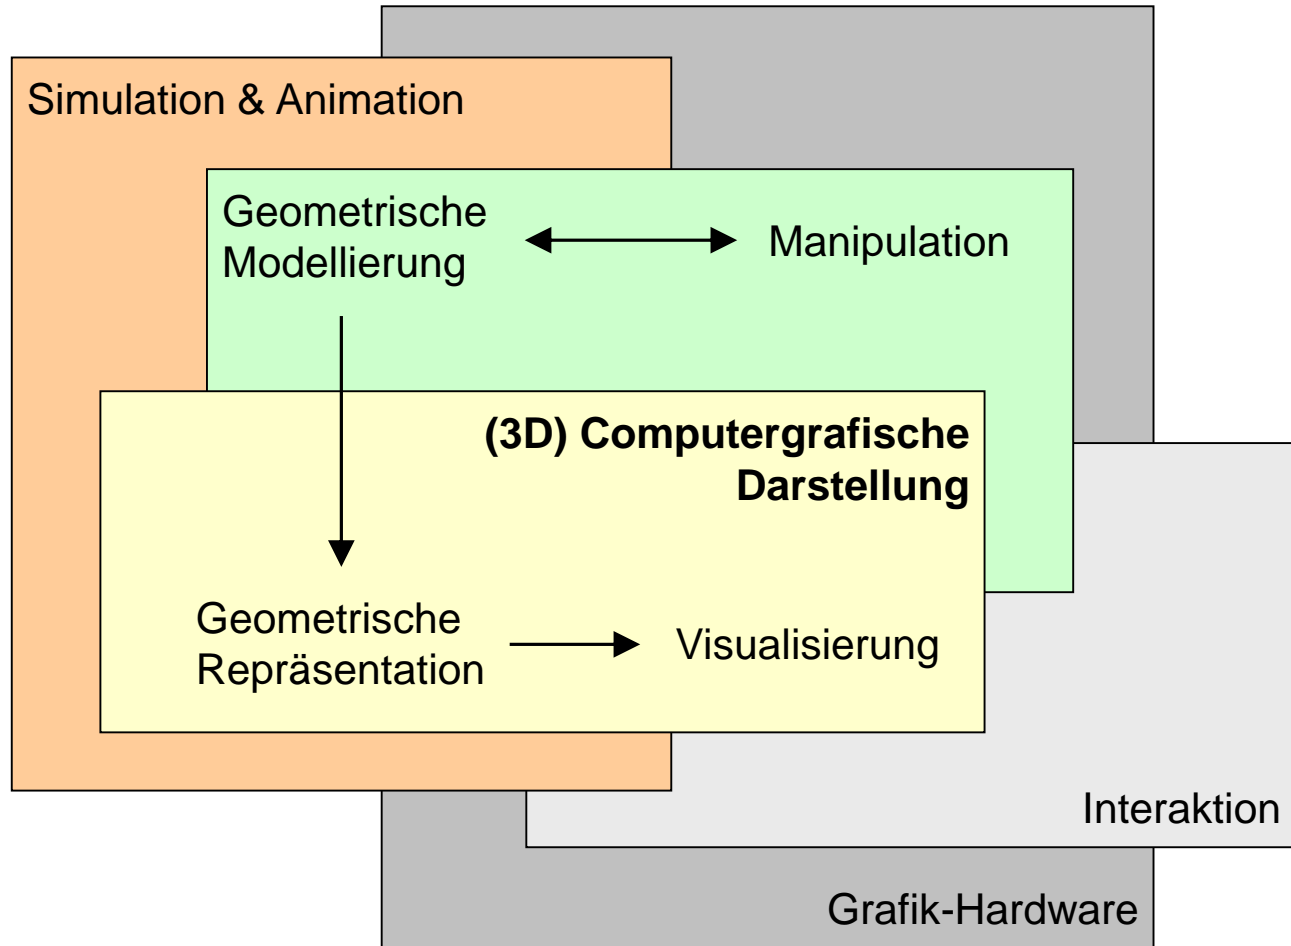 Simulation & Animation
Geometrische
Modellierung
Manipulation
(3D) Computergrafische
Darstellung
Geometrische
Repräsentation
Visualisierung
Interaktion
Grafik-Hardware